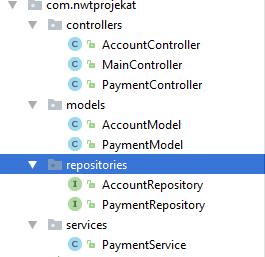 com.nwtprojekat
controllers
AccountController
MainController
PaymentController
models
AccountModel
PaymentModel
repositories
AccountRepository
PaymentRepository
services
PaymentService